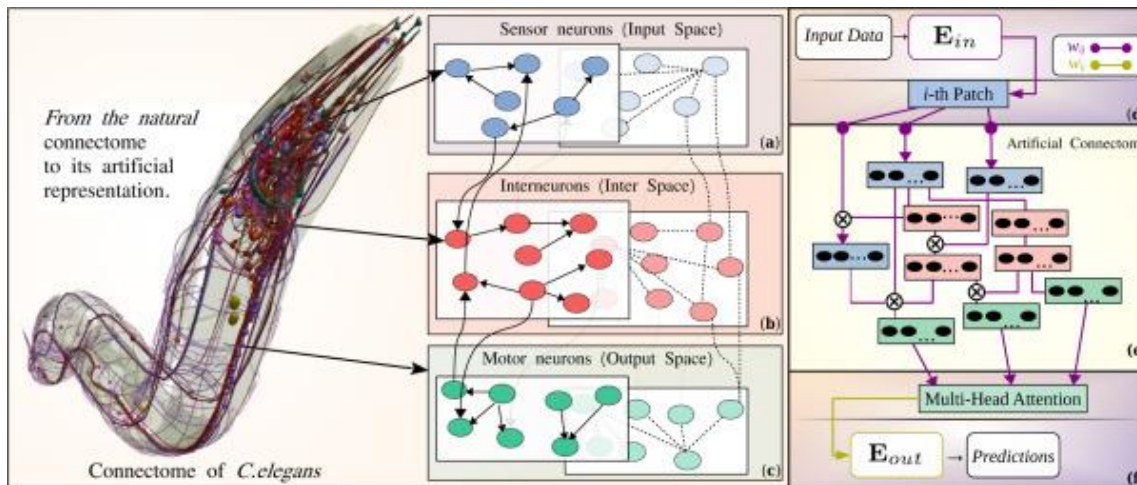 From the natural
connectome
to its artificial
representation.
Connectome of C.elegans
Sensor neurons (Input Space)
(a)
Interneurons (Inter Space)
(b)
Motor neurons (Output Space)
(c)
Input Data
E_in
i-th Patch
Artificial Connectom
Multi-Head Attention
E_out
Predictions